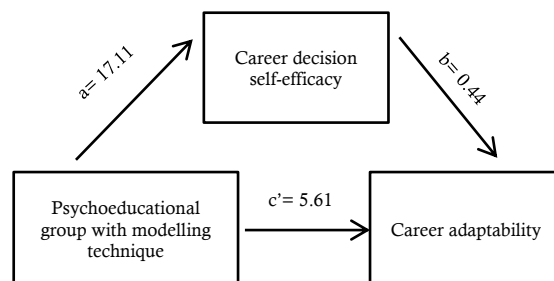 Career decision
self-efficacy
a= 17.11
b= 0.44
c’= 5.61
Psychoeducational
group with modelling
technique
Career adaptability